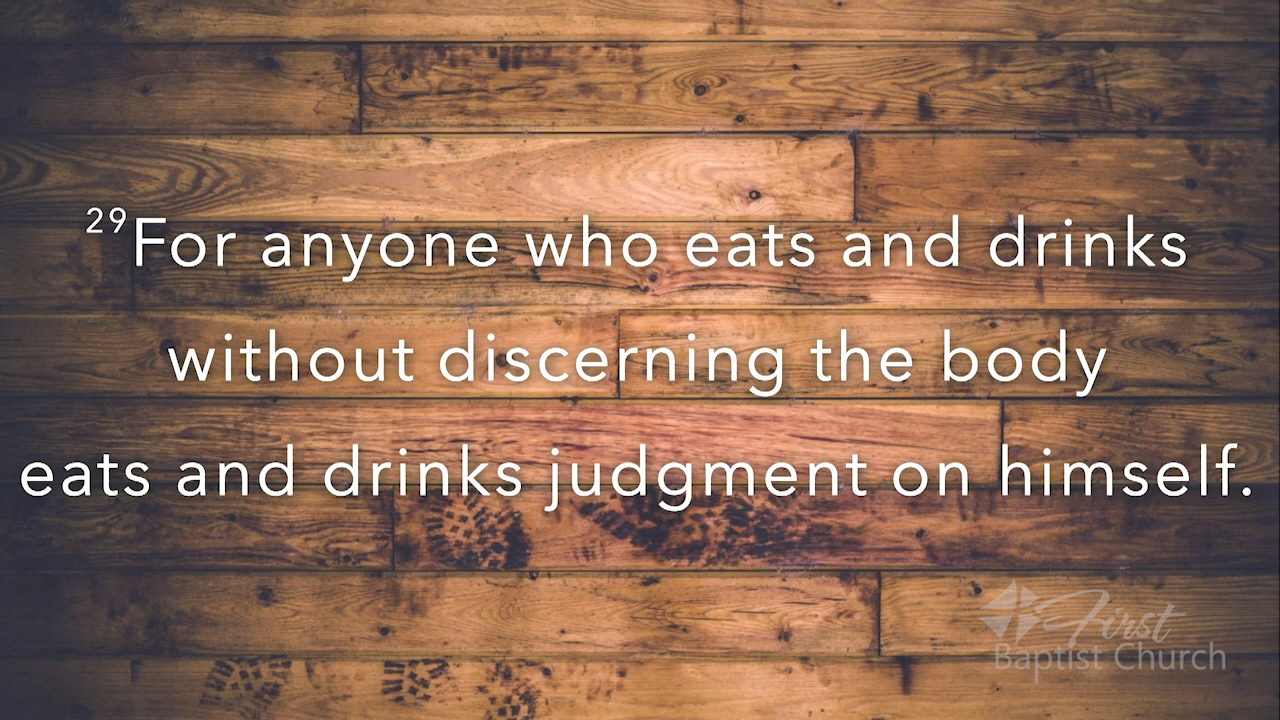 29For anyone who eats and drinks
without discerning the body
eats and drinks judgment on himself.
First
Baptist Church